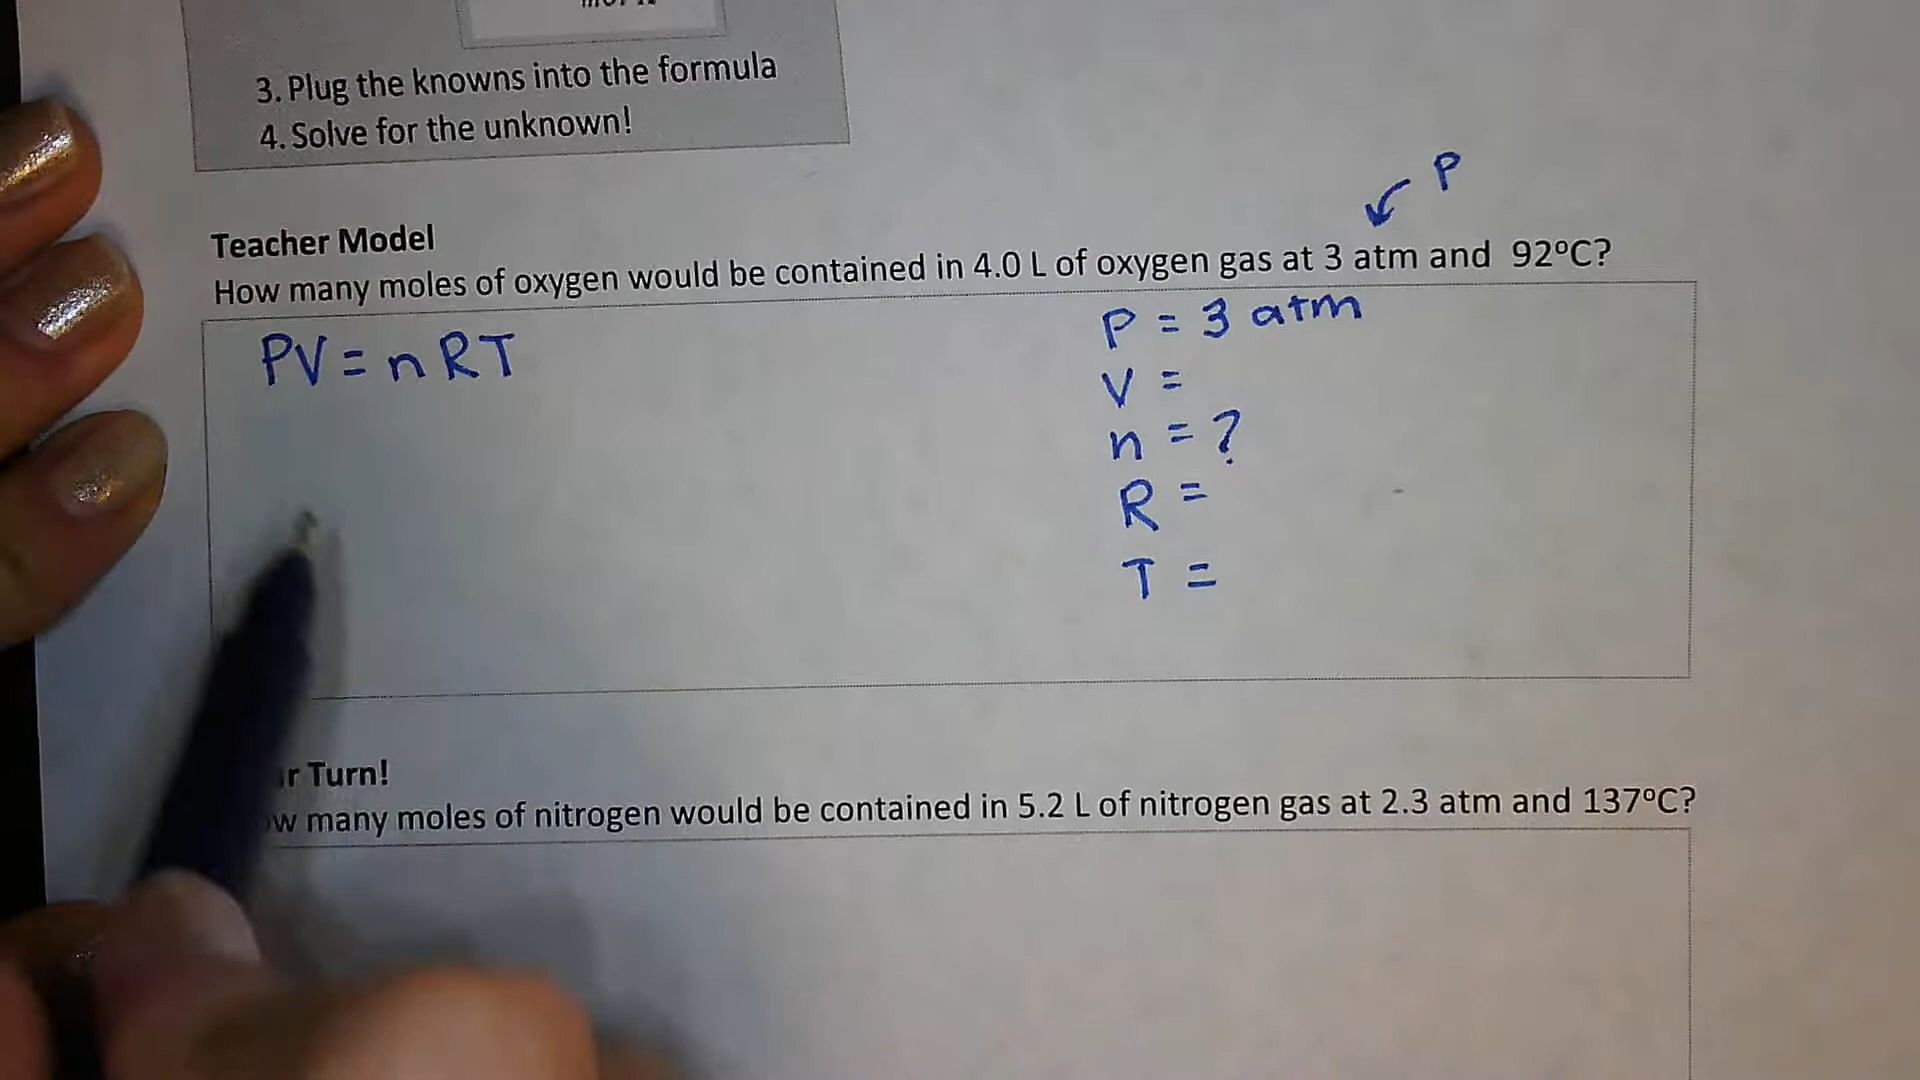 3. Plug the knowns into the formula
4. Solve for the unknown!
P
Teacher Model
How many moles of oxygen would be contained in 4.0 L of oxygen gas at 3 atm and 92ºC?
PV = nRT
P = 3 atm
V =
n = ?
R =
T =
Turn!
many moles of nitrogen would be contained in 5.2 L of nitrogen gas at 2.3 atm and 137ºC?